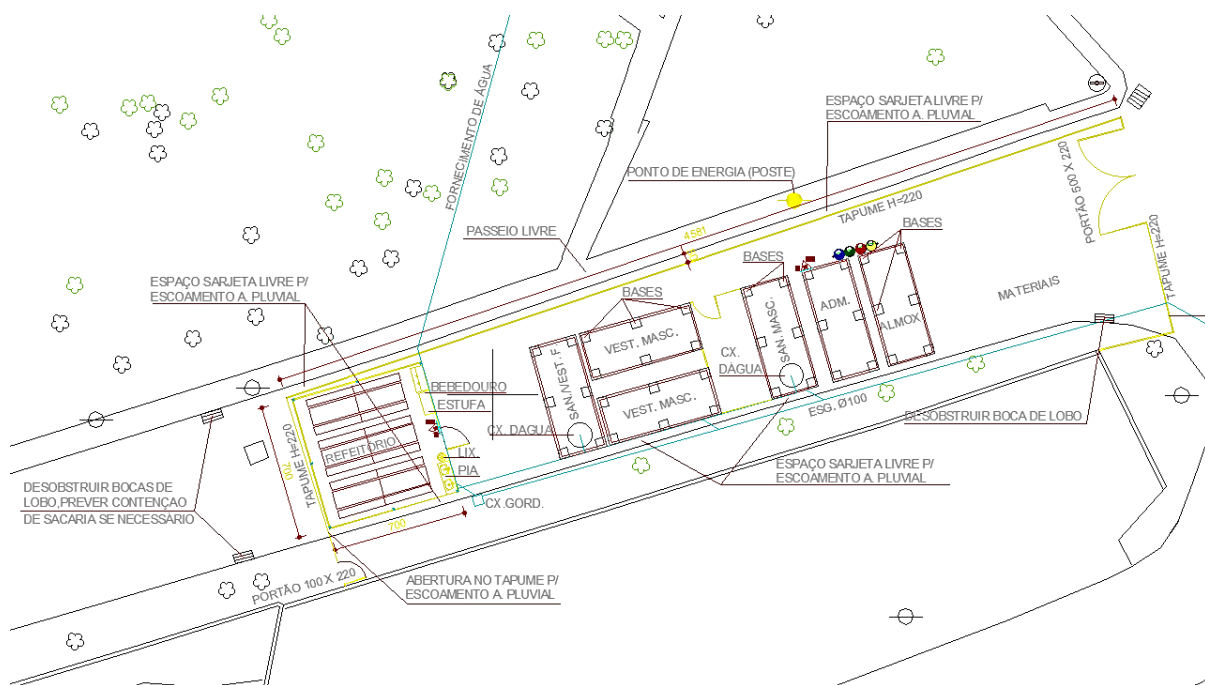 FORNECIMENTO DE ÁGUA
ESPAÇO SARJETA LIVRE P/
ESCOAMENTO A. PLUVIAL
PONTO DE ENERGIA (POSTE)
TAPUME H=220
PORTÃO 500 X 220
TAPUME H=220
PASSEIO LIVRE
4581
BASES
BASES
BASES
ESPAÇO SARJETA LIVRE P/
ESCOAMENTO A. PLUVIAL
MATERIAIS
ADM.
ALMOX
SAN. MASC.
CX.
DÁGUA
VEST. MASC.
VEST. MASC.
SAN./VEST. F
CX. DAGUA
BEBEDOURO
ESTUFA
LIX.
PIA
CX.GORD.
REFEITÓRIO
TAPUME H=220
700
700
ESG. Ø100
DESOBSTRUIR BOCA DE LOBO
ESPAÇO SARJETA LIVRE P/
ESCOAMENTO A. PLUVIAL
DESOBSTRUIR BOCAS DE
LOBO,PREVER CONTENÇAO
DE SACARIA SE NECESSÁRIO
PORTÃO 100 X 220
ABERTURA NO TAPUME P/
ESCOAMENTO A. PLUVIAL